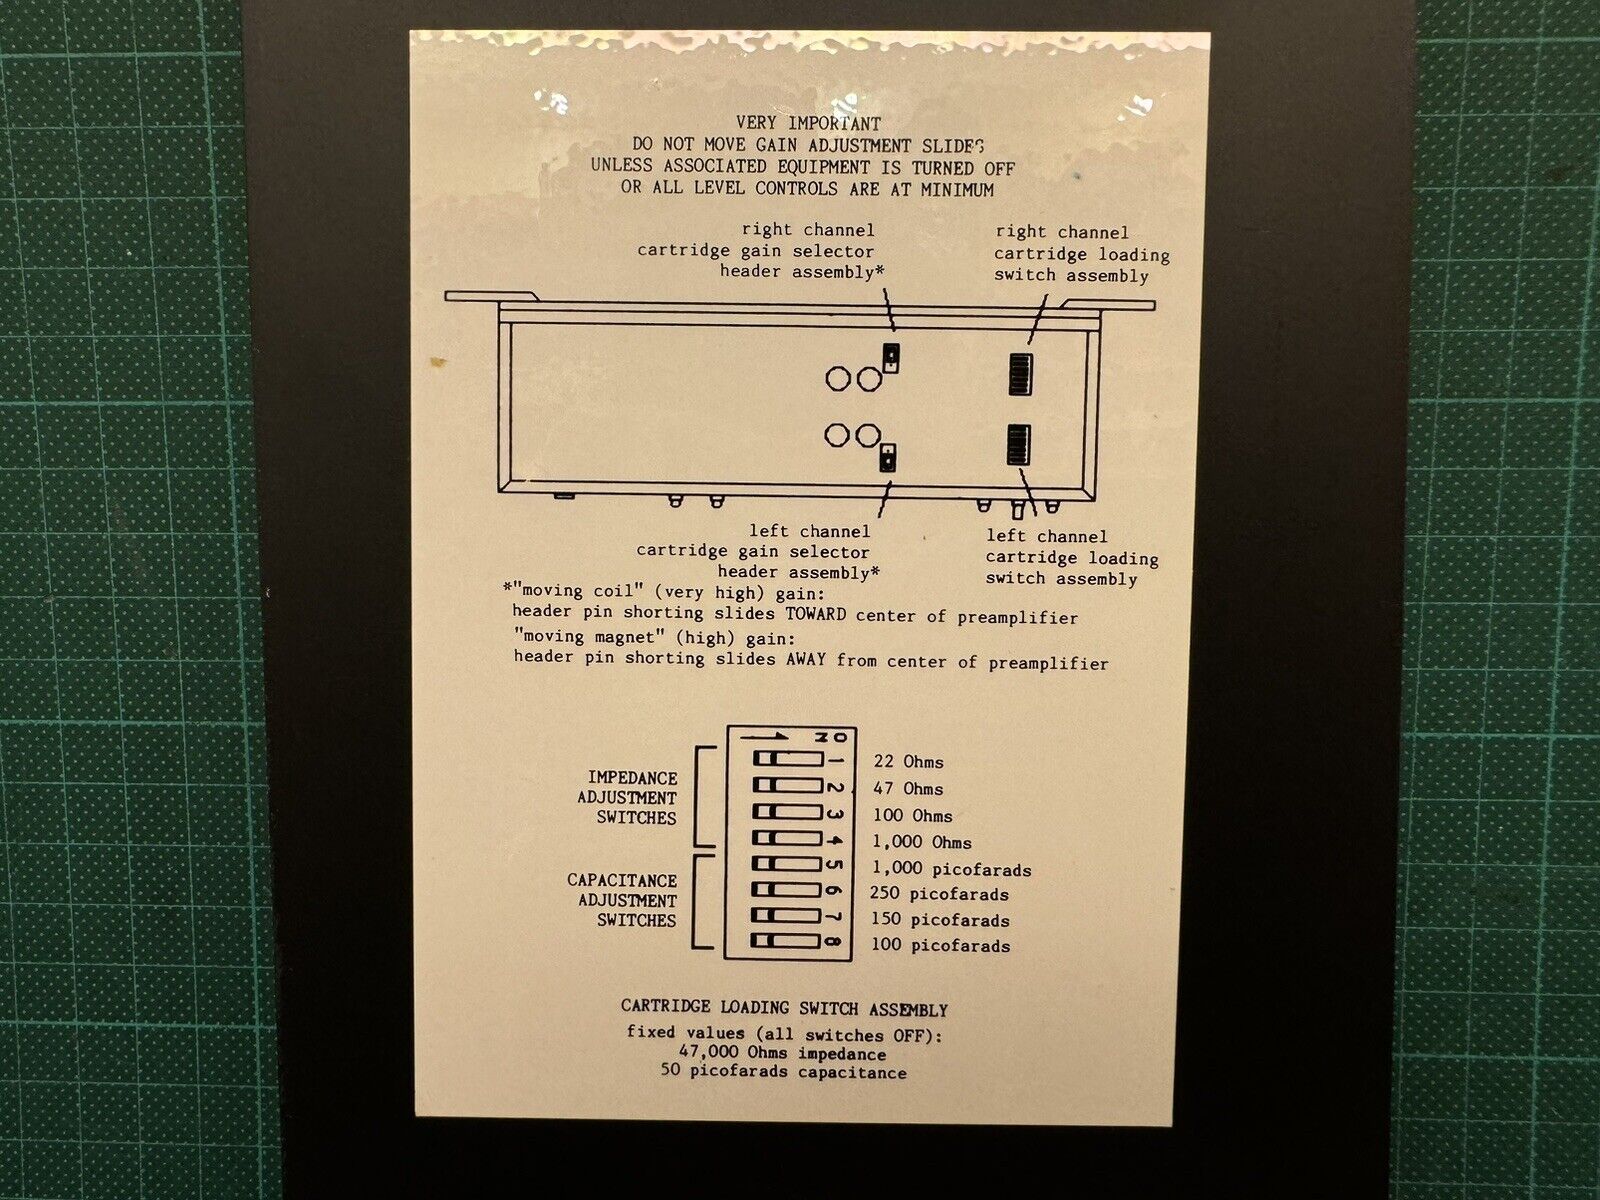 VERY IMPORTANT
DO NOT MOVE GAIN ADJUSTMENT SLIDES
UNLESS ASSOCIATED EQUIPMENT IS TURNED OFF
OR ALL LEVEL CONTROLS ARE AT MINIMUM
right channel
cartridge gain selector
header assembly*
right channel
cartridge loading
switch assembly
left channel
cartridge gain selector
header assembly*
left channel
cartridge loading
switch assembly
*"moving coil" (very high) gain:
header pin shorting slides TOWARD center of preamplifier
"moving magnet" (high) gain:
header pin shorting slides AWAY from center of preamplifier
ON
IMPEDANCE
ADJUSTMENT
SWITCHES
1 22 Ohms
2 47 Ohms
3 100 Ohms
4 1,000 Ohms
CAPACITANCE
ADJUSTMENT
SWITCHES
5 1,000 picofarads
6 250 picofarads
7 150 picofarads
8 100 picofarads
CARTRIDGE LOADING SWITCH ASSEMBLY
fixed values (all switches OFF):
47,000 Ohms impedance
50 picofarads capacitance